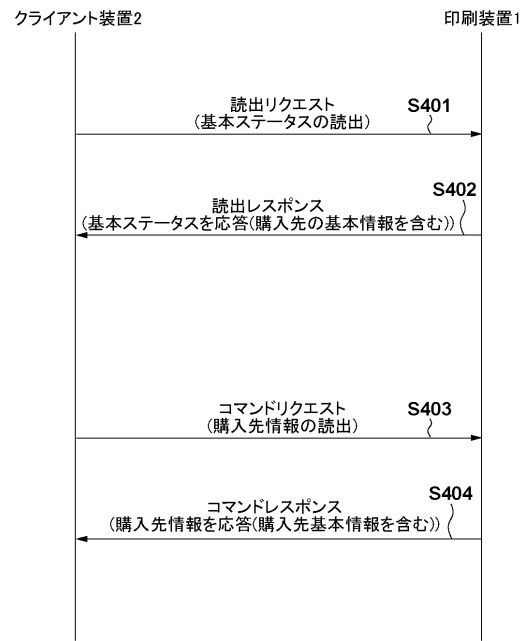 クライアント装置2
印刷装置1
読出リクエスト
(基本ステータスの読出)
S401
読出レスポンス
(基本ステータスを応答(購入先の基本情報を含む))
S402
コマンドリクエスト
(購入先情報の読出)
S403
コマンドレスポンス
(購入先情報を応答(購入先基本情報を含む))
S404